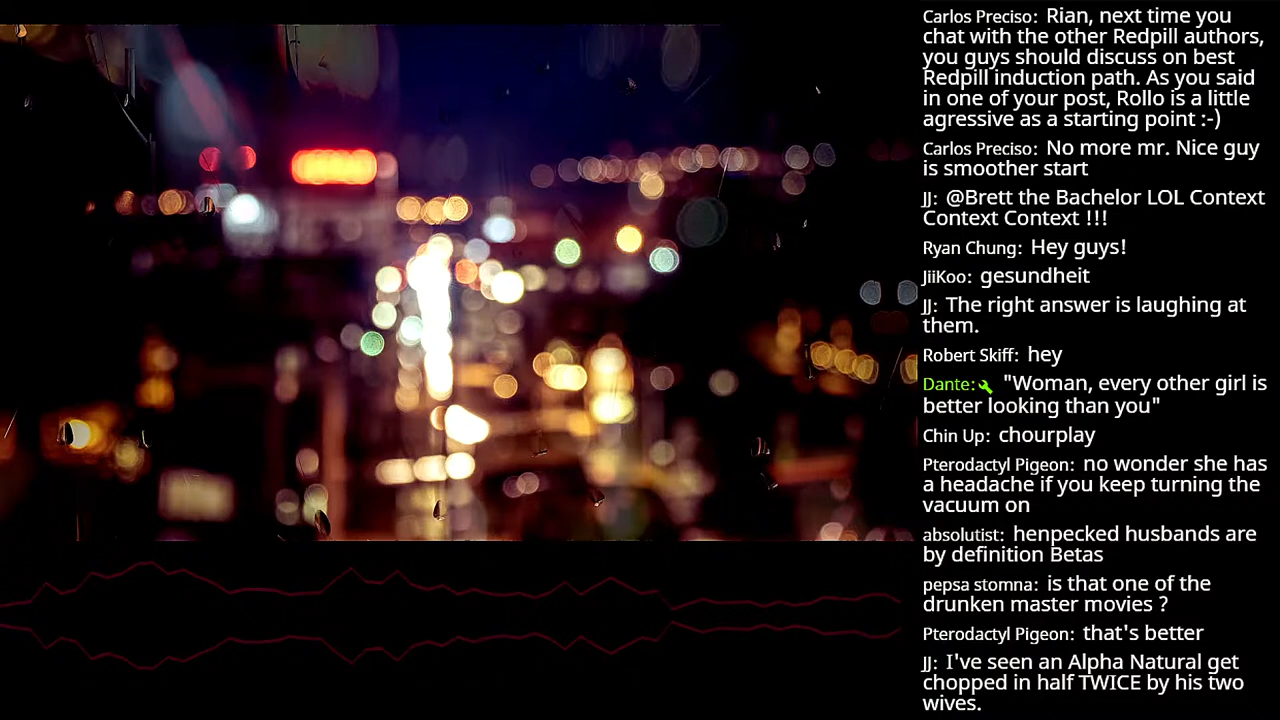 Carlos Preciso: Rian, next time you
chat with the other Redpill authors,
you guys should discuss on best
Redpill induction path. As you said
in one of your post, Rollo is a little
agressive as a starting point :-)
Carlos Preciso: No more mr. Nice guy
is smoother start
JJ: @Brett the Bachelor LOL Context
Context Context !!!
Ryan Chung: Hey guys!
JiiKoo: gesundheit
JJ: The right answer is laughing at
them.
Robert Skiff: hey
Dante: "Woman, every other girl is
better looking than you"
Chin Up: chourplay
Pterodactyl Pigeon: no wonder she has
a headache if you keep turning the
vacuum on
absolutist: henpecked husbands are
by definition Betas
pepsa stomna: is that one of the
drunken master movies ?
Pterodactyl Pigeon: that's better
JJ: I've seen an Alpha Natural get
chopped in half TWICE by his two
wives.